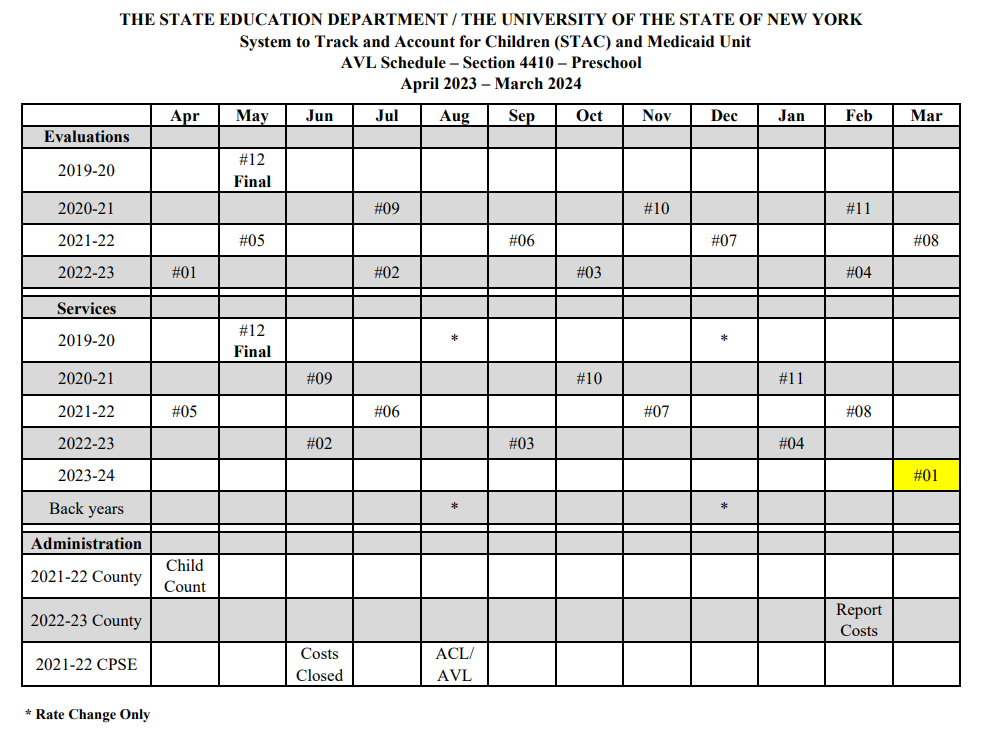 THE STATE EDUCATION DEPARTMENT / THE UNIVERSITY OF THE STATE OF NEW YORK
System to Track and Account for Children (STAC) and Medicaid Unit
AVL Schedule – Section 4410 – Preschool
April 2023 – March 2024
Apr May Jun Jul Aug Sep Oct Nov Dec Jan Feb Mar
Evaluations
2019-20 #12 Final
2020-21 #09 #10 #11
2021-22 #05 #06 #07 #08
2022-23 #01 #02 #03 #04
Services
2019-20 #12 Final * *
2020-21 #09 #10 #11
2021-22 #05 #06 #07 #08
2022-23 #02 #03 #04
2023-24 #01
Back years * *
Administration
2021-22 County Child Count
2022-23 County Report Costs
2021-22 CPSE Costs Closed ACL/ AVL
* Rate Change Only